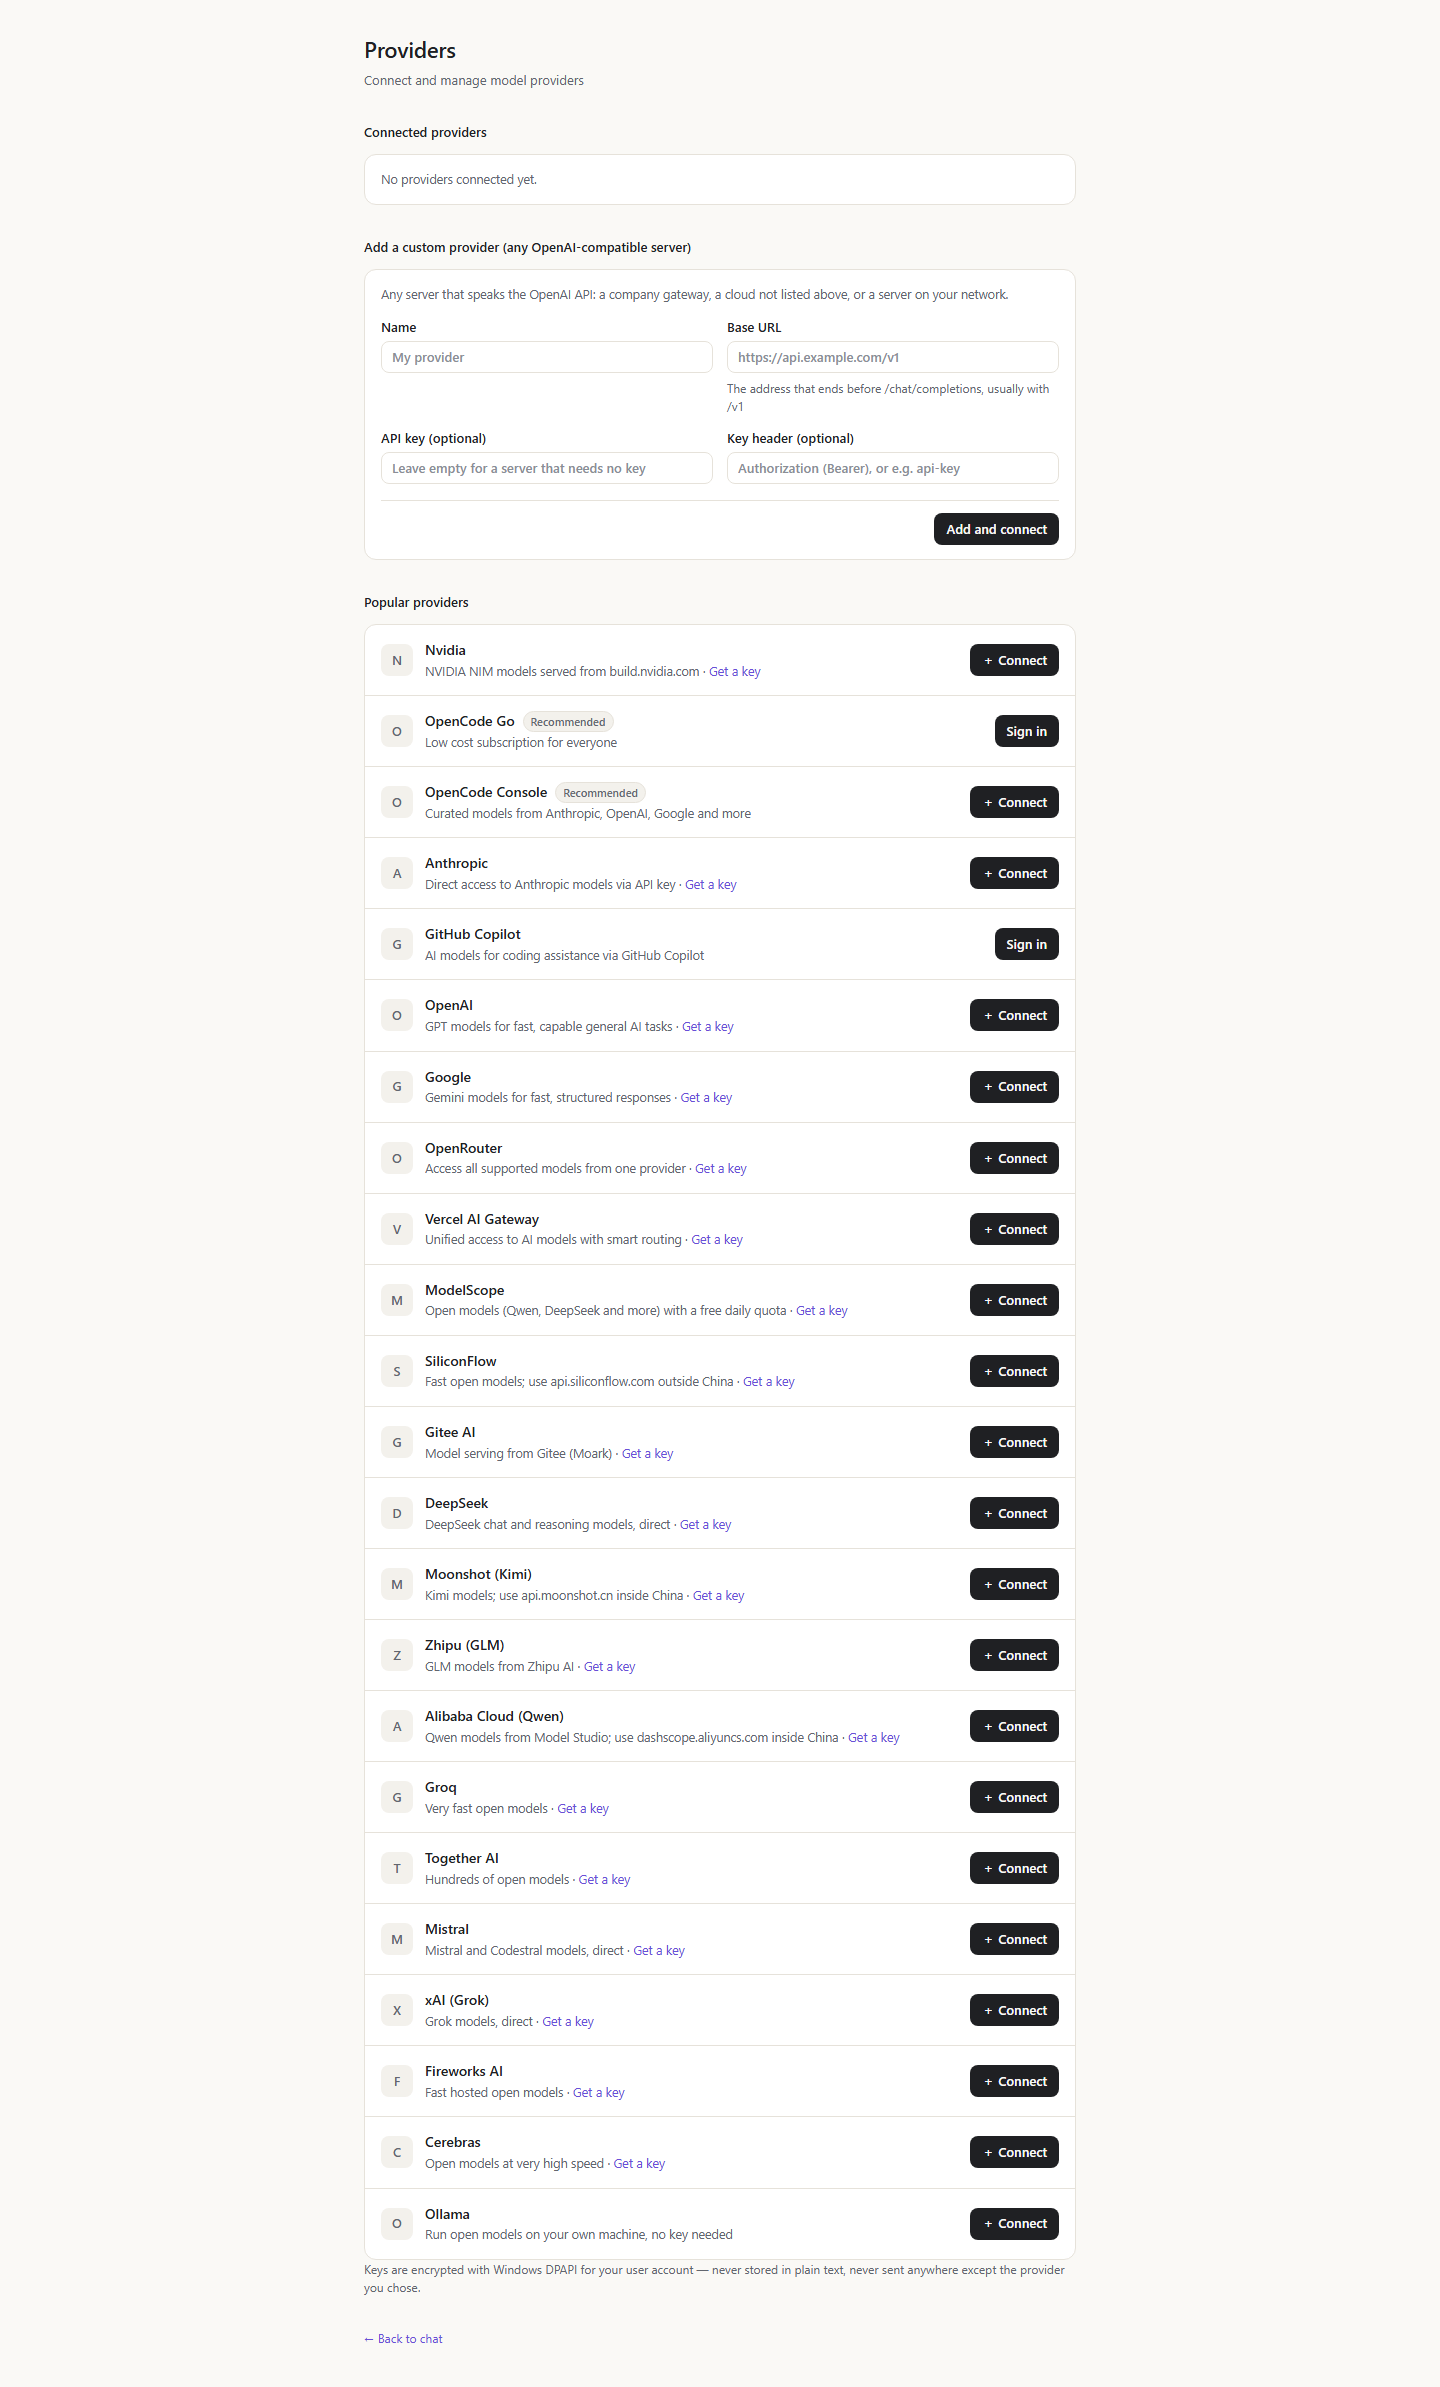 Providers
Connect and manage model providers
Connected providers
No providers connected yet.
Add a custom provider (any OpenAI-compatible server)
Any server that speaks the OpenAI API: a company gateway, a cloud not listed above, or a server on your network.
Name
Base URL
My provider
https://api.example.com/v1
The address that ends before /chat/completions, usually with
/v1
API key (optional)
Key header (optional)
Leave empty for a server that needs no key
Authorization (Bearer), or e.g. api-key
Add and connect
Popular providers
N
Nvidia
NVIDIA NIM models served from build.nvidia.com · Get a key
+ Connect
O
OpenCode Go Recommended
Low cost subscription for everyone
Sign in
O
OpenCode Console Recommended
Curated models from Anthropic, OpenAI, Google and more
+ Connect
A
Anthropic
Direct access to Anthropic models via API key · Get a key
+ Connect
G
GitHub Copilot
AI models for coding assistance via GitHub Copilot
Sign in
O
OpenAI
GPT models for fast, capable general AI tasks · Get a key
+ Connect
G
Google
Gemini models for fast, structured responses · Get a key
+ Connect
O
OpenRouter
Access all supported models from one provider · Get a key
+ Connect
V
Vercel AI Gateway
Unified access to AI models with smart routing · Get a key
+ Connect
M
ModelScope
Open models (Qwen, DeepSeek and more) with a free daily quota · Get a key
+ Connect
S
SiliconFlow
Fast open models; use api.siliconflow.com outside China · Get a key
+ Connect
G
Gitee AI
Model serving from Gitee (Moark) · Get a key
+ Connect
D
DeepSeek
DeepSeek chat and reasoning models, direct · Get a key
+ Connect
M
Moonshot (Kimi)
Kimi models; use api.moonshot.cn inside China · Get a key
+ Connect
Z
Zhipu (GLM)
GLM models from Zhipu AI · Get a key
+ Connect
A
Alibaba Cloud (Qwen)
Qwen models from Model Studio; use dashscope.aliyuncs.com inside China · Get a key
+ Connect
G
Groq
Very fast open models · Get a key
+ Connect
T
Together AI
Hundreds of open models · Get a key
+ Connect
M
Mistral
Mistral and Codestral models, direct · Get a key
+ Connect
X
xAI (Grok)
Grok models, direct · Get a key
+ Connect
F
Fireworks AI
Fast hosted open models · Get a key
+ Connect
C
Cerebras
Open models at very high speed · Get a key
+ Connect
O
Ollama
Run open models on your own machine, no key needed
+ Connect
Keys are encrypted with Windows DPAPI for your user account — never stored in plain text, never sent anywhere except the provider
you chose.
← Back to chat